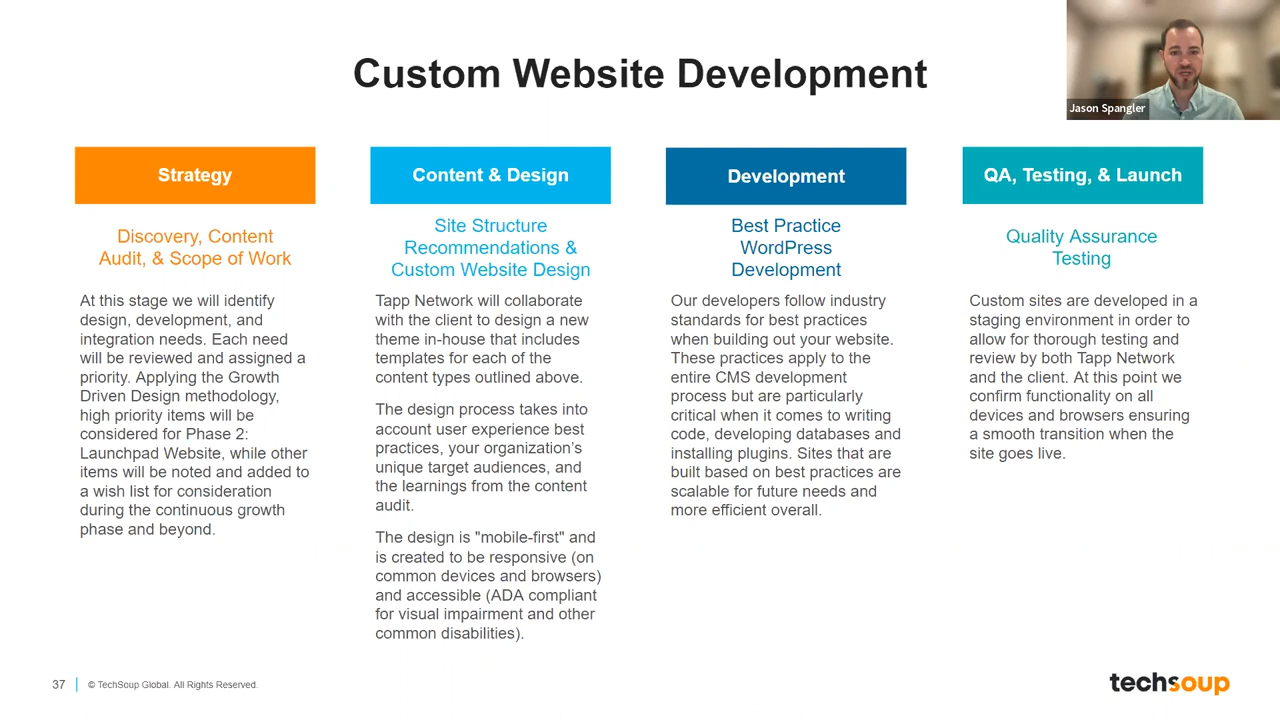 Custom Website Development
Jason Spangler
Strategy
Discovery, Content
Audit, & Scope of Work
At this stage we will identify
design, development, and
integration needs. Each need
will be reviewed and assigned a
priority. Applying the Growth
Driven Design methodology,
high priority items will be
considered for Phase 2:
Launchpad Website, while other
items will be noted and added to
a wish list for consideration
during the continuous growth
phase and beyond.
Content & Design
Site Structure
Recommendations &
Custom Website Design
Tapp Network will collaborate
with the client to design a new
theme in-house that includes
templates for each of the
content types outlined above.
The design process takes into
account user experience best
practices, your organization’s
unique target audiences, and
the learnings from the content
audit.
The design is "mobile-first" and
is created to be responsive (on
common devices and browsers)
and accessible (ADA compliant
for visual impairment and other
common disabilities).
Development
Best Practice
WordPress
Development
Our developers follow industry
standards for best practices
when building out your website.
These practices apply to the
entire CMS development
process but are particularly
critical when it comes to writing
code, developing databases and
installing plugins. Sites that are
built based on best practices are
scalable for future needs and
more efficient overall.
QA, Testing, & Launch
Quality Assurance
Testing
Custom sites are developed in a
staging environment in order to
allow for thorough testing and
review by both Tapp Network
and the client. At this point we
confirm functionality on all
devices and browsers ensuring
a smooth transition when the
site goes live.
37
© TechSoup Global. All Rights Reserved.
techsoup